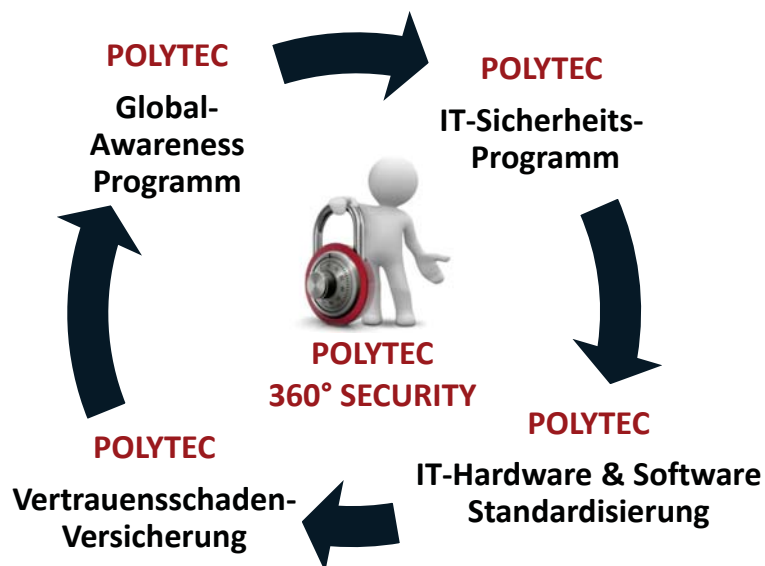 POLYTEC
Global-
Awareness
Programm
POLYTEC
IT-Sicherheits-
Programm
POLYTEC
360° SECURITY
POLYTEC
IT-Hardware & Software
Standardisierung
POLYTEC
Vertrauensschaden-
Versicherung